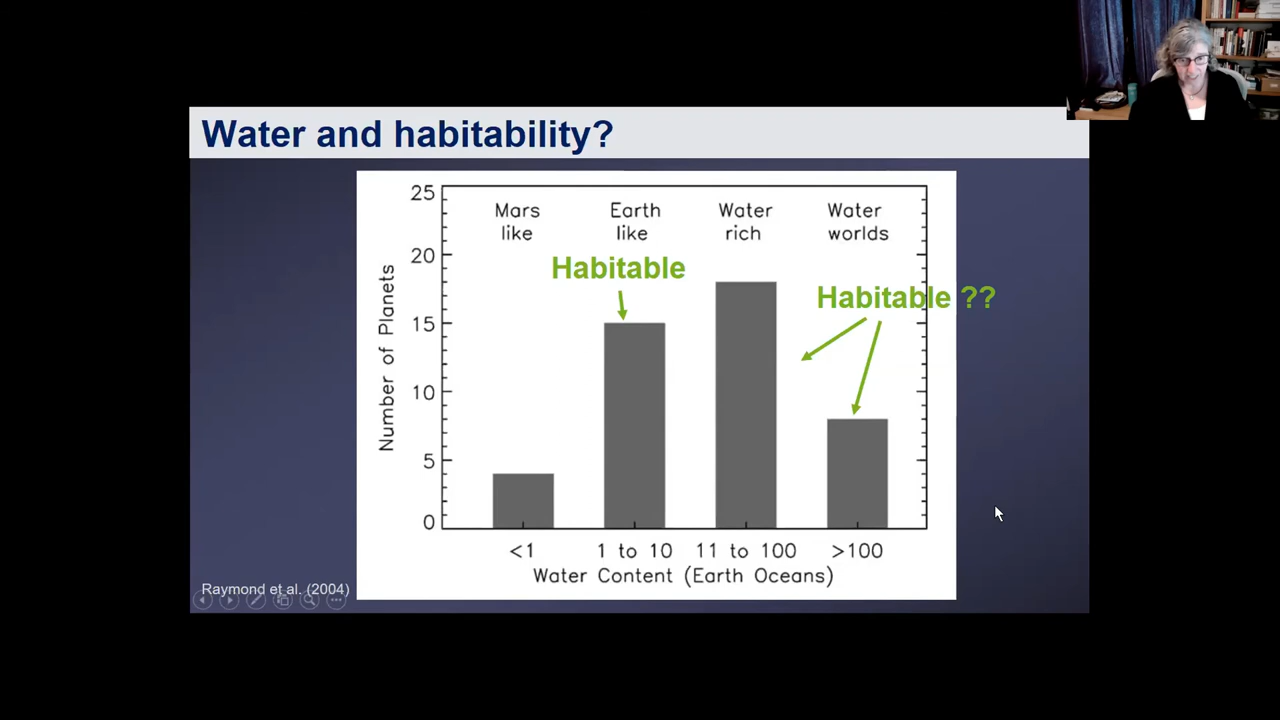 Water and habitability?
25
20
15
10
5
0
Number of Planets
Mars
like
Earth
like
Water
rich
Water
worlds
Habitable
Habitable ??
<1
1 to 10
11 to 100
>100
Water Content (Earth Oceans)
Raymond et al. (2004)